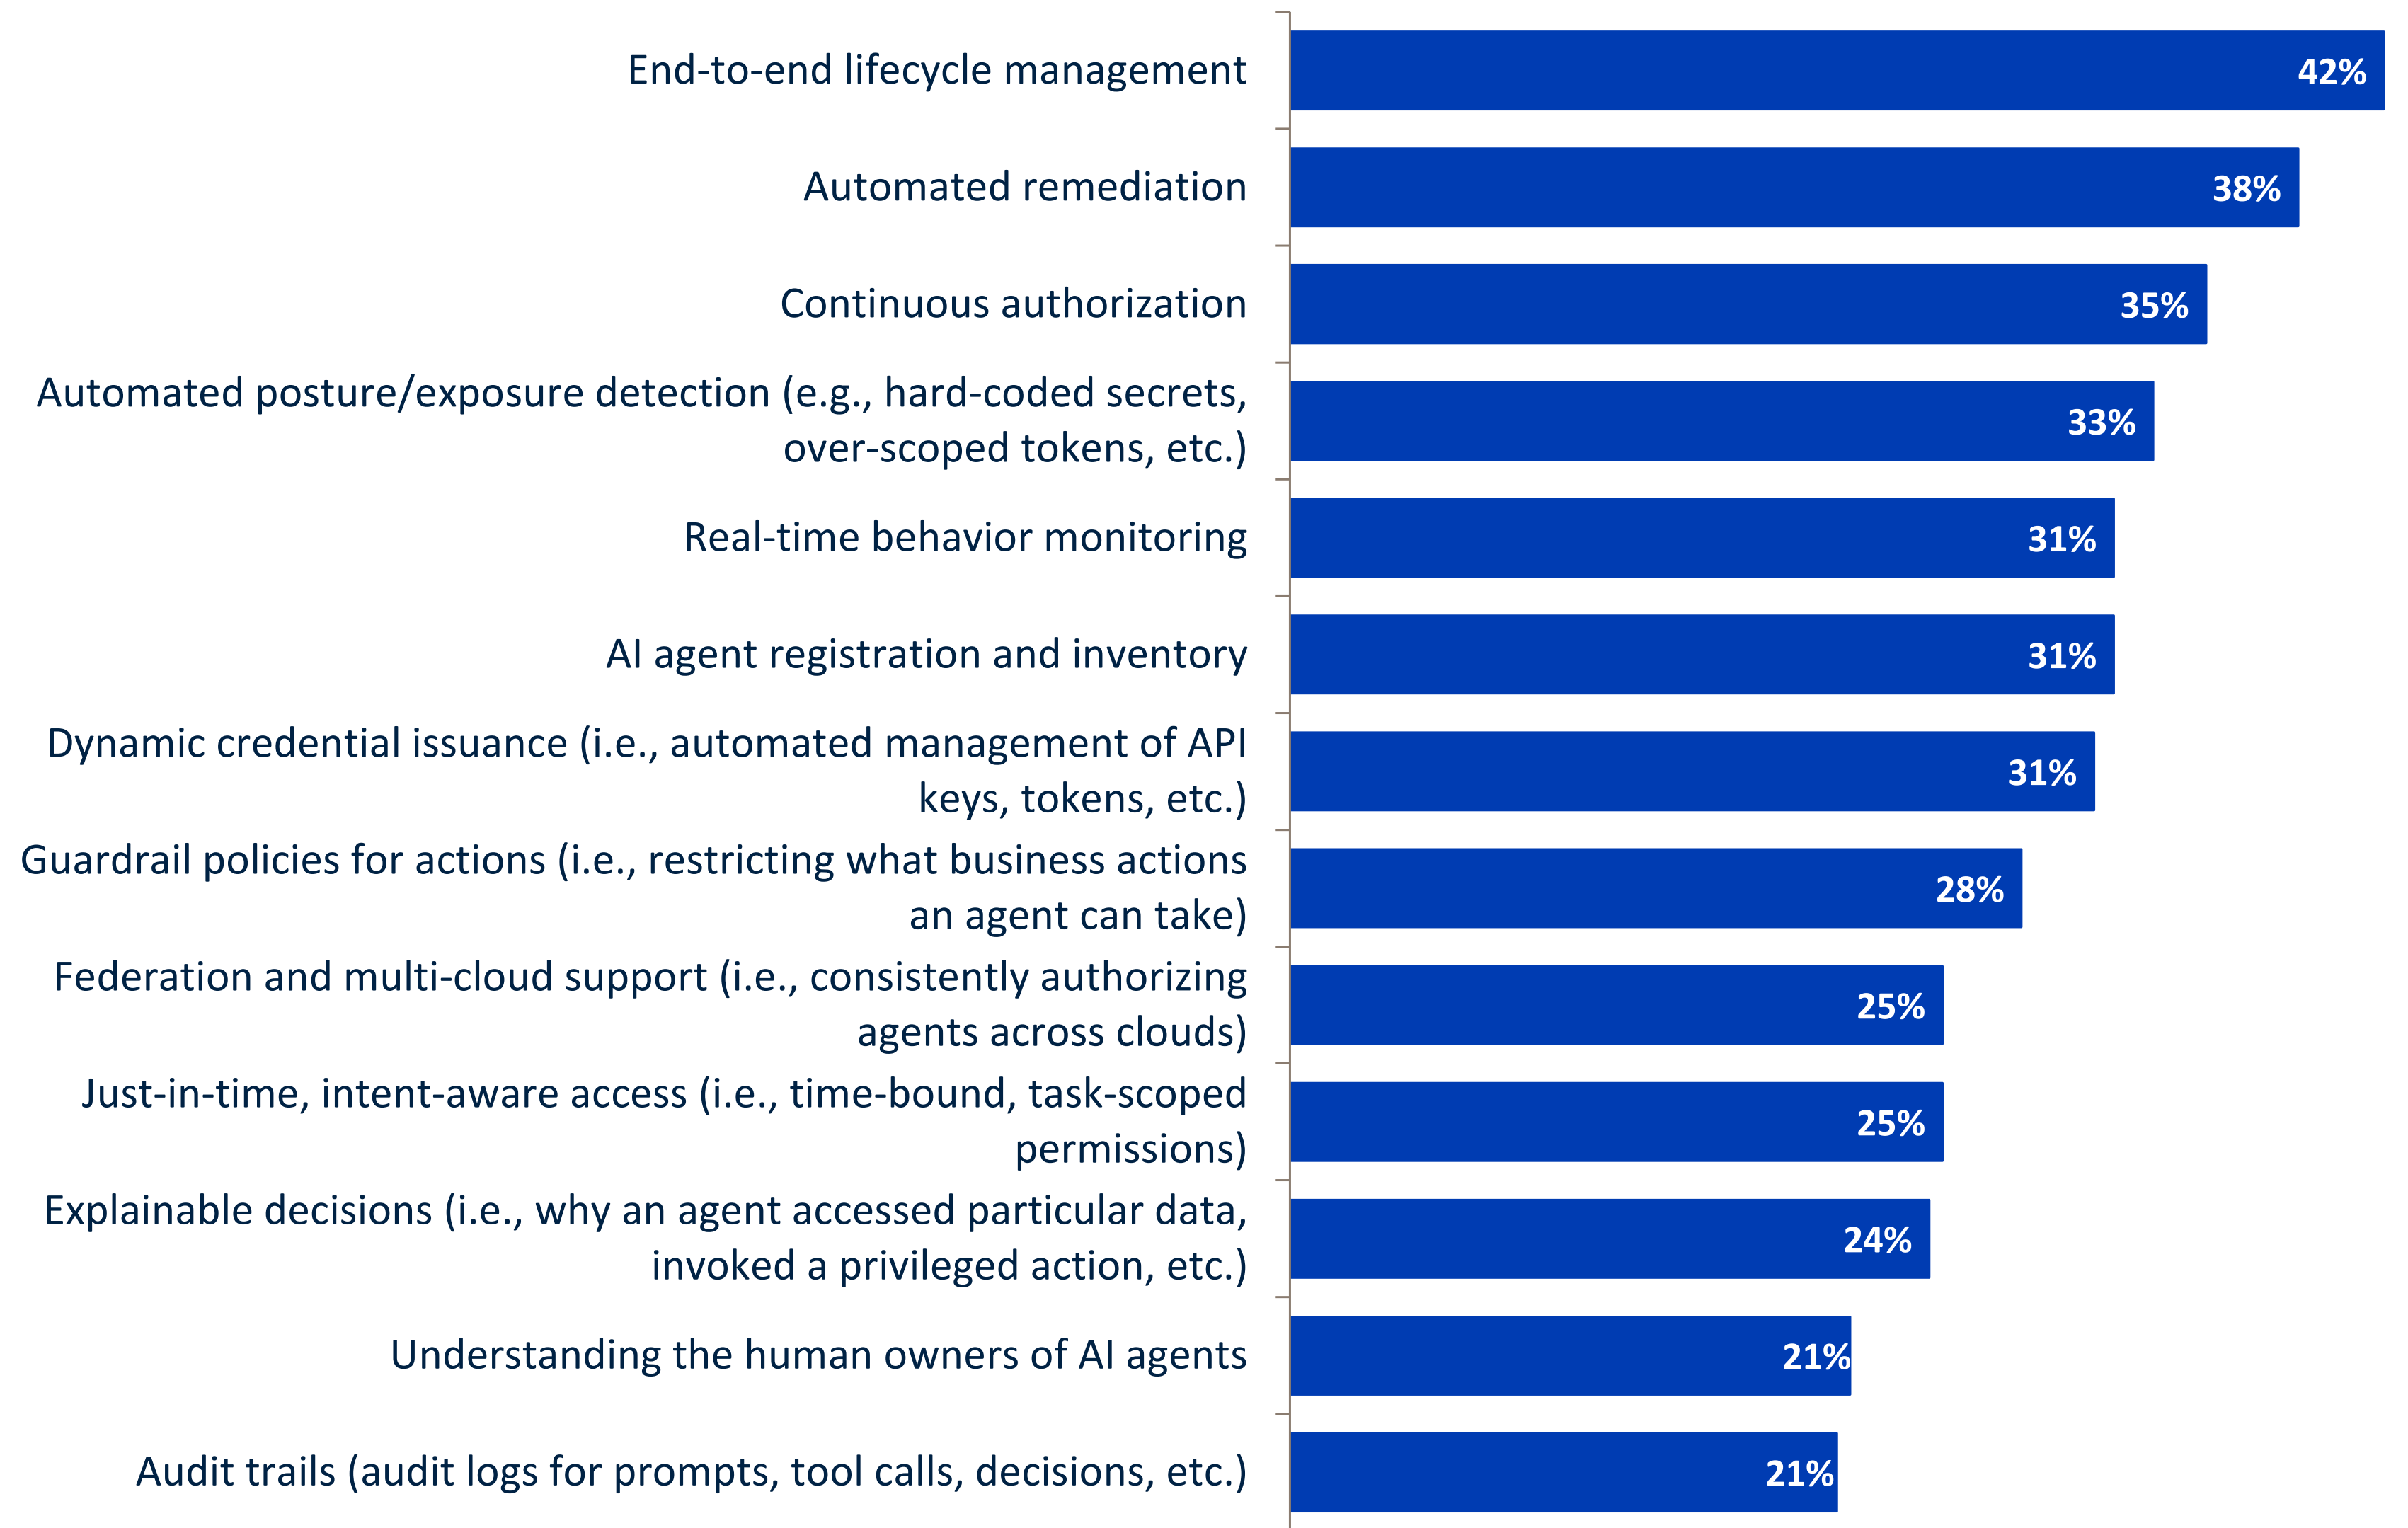 End-to-end lifecycle management
42%
Automated remediation
38%
Continuous authorization
35%
Automated posture/exposure detection (e.g., hard-coded secrets,
over-scoped tokens, etc.)
33%
Real-time behavior monitoring
31%
AI agent registration and inventory
31%
Dynamic credential issuance (i.e., automated management of API
keys, tokens, etc.)
31%
Guardrail policies for actions (i.e., restricting what business actions
an agent can take)
28%
Federation and multi-cloud support (i.e., consistently authorizing
agents across clouds)
25%
Just-in-time, intent-aware access (i.e., time-bound, task-scoped
permissions)
25%
Explainable decisions (i.e., why an agent accessed particular data,
invoked a privileged action, etc.)
24%
Understanding the human owners of AI agents
21%
Audit trails (audit logs for prompts, tool calls, decisions, etc.)
21%